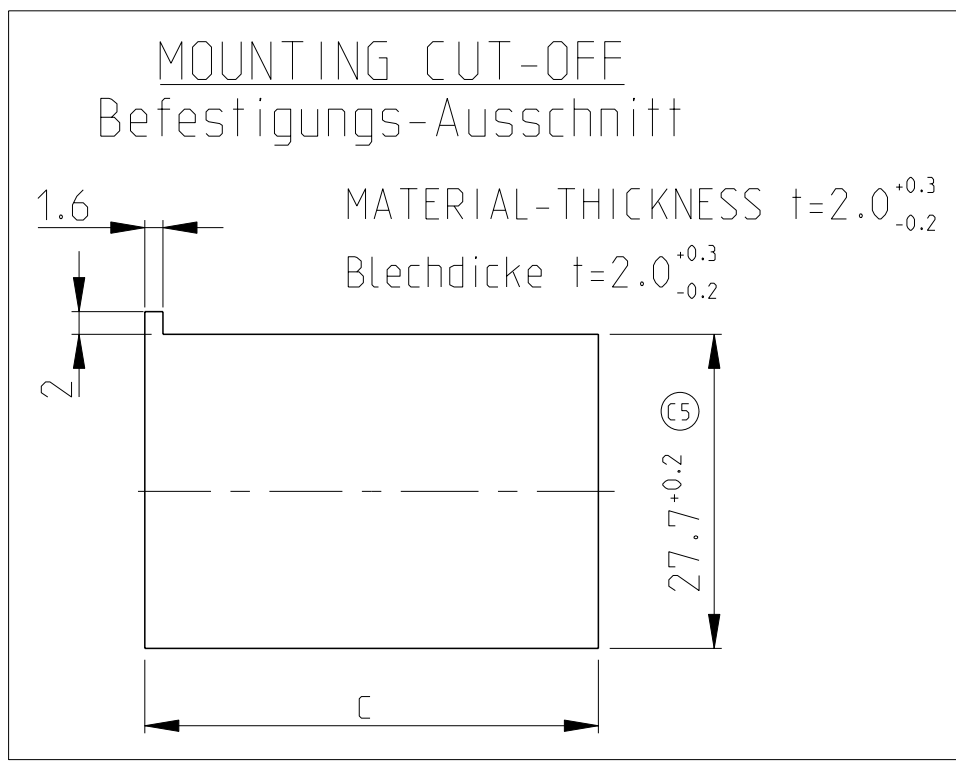 MOUNTING CUT-OFF
Befestigungs-Ausschnitt
1.6
MATERIAL-THICKNESS t=2.0 +0.3 -0.2
Blechdicke t=2.0 +0.3 -0.2
2
27.7 +0.2 C5
C